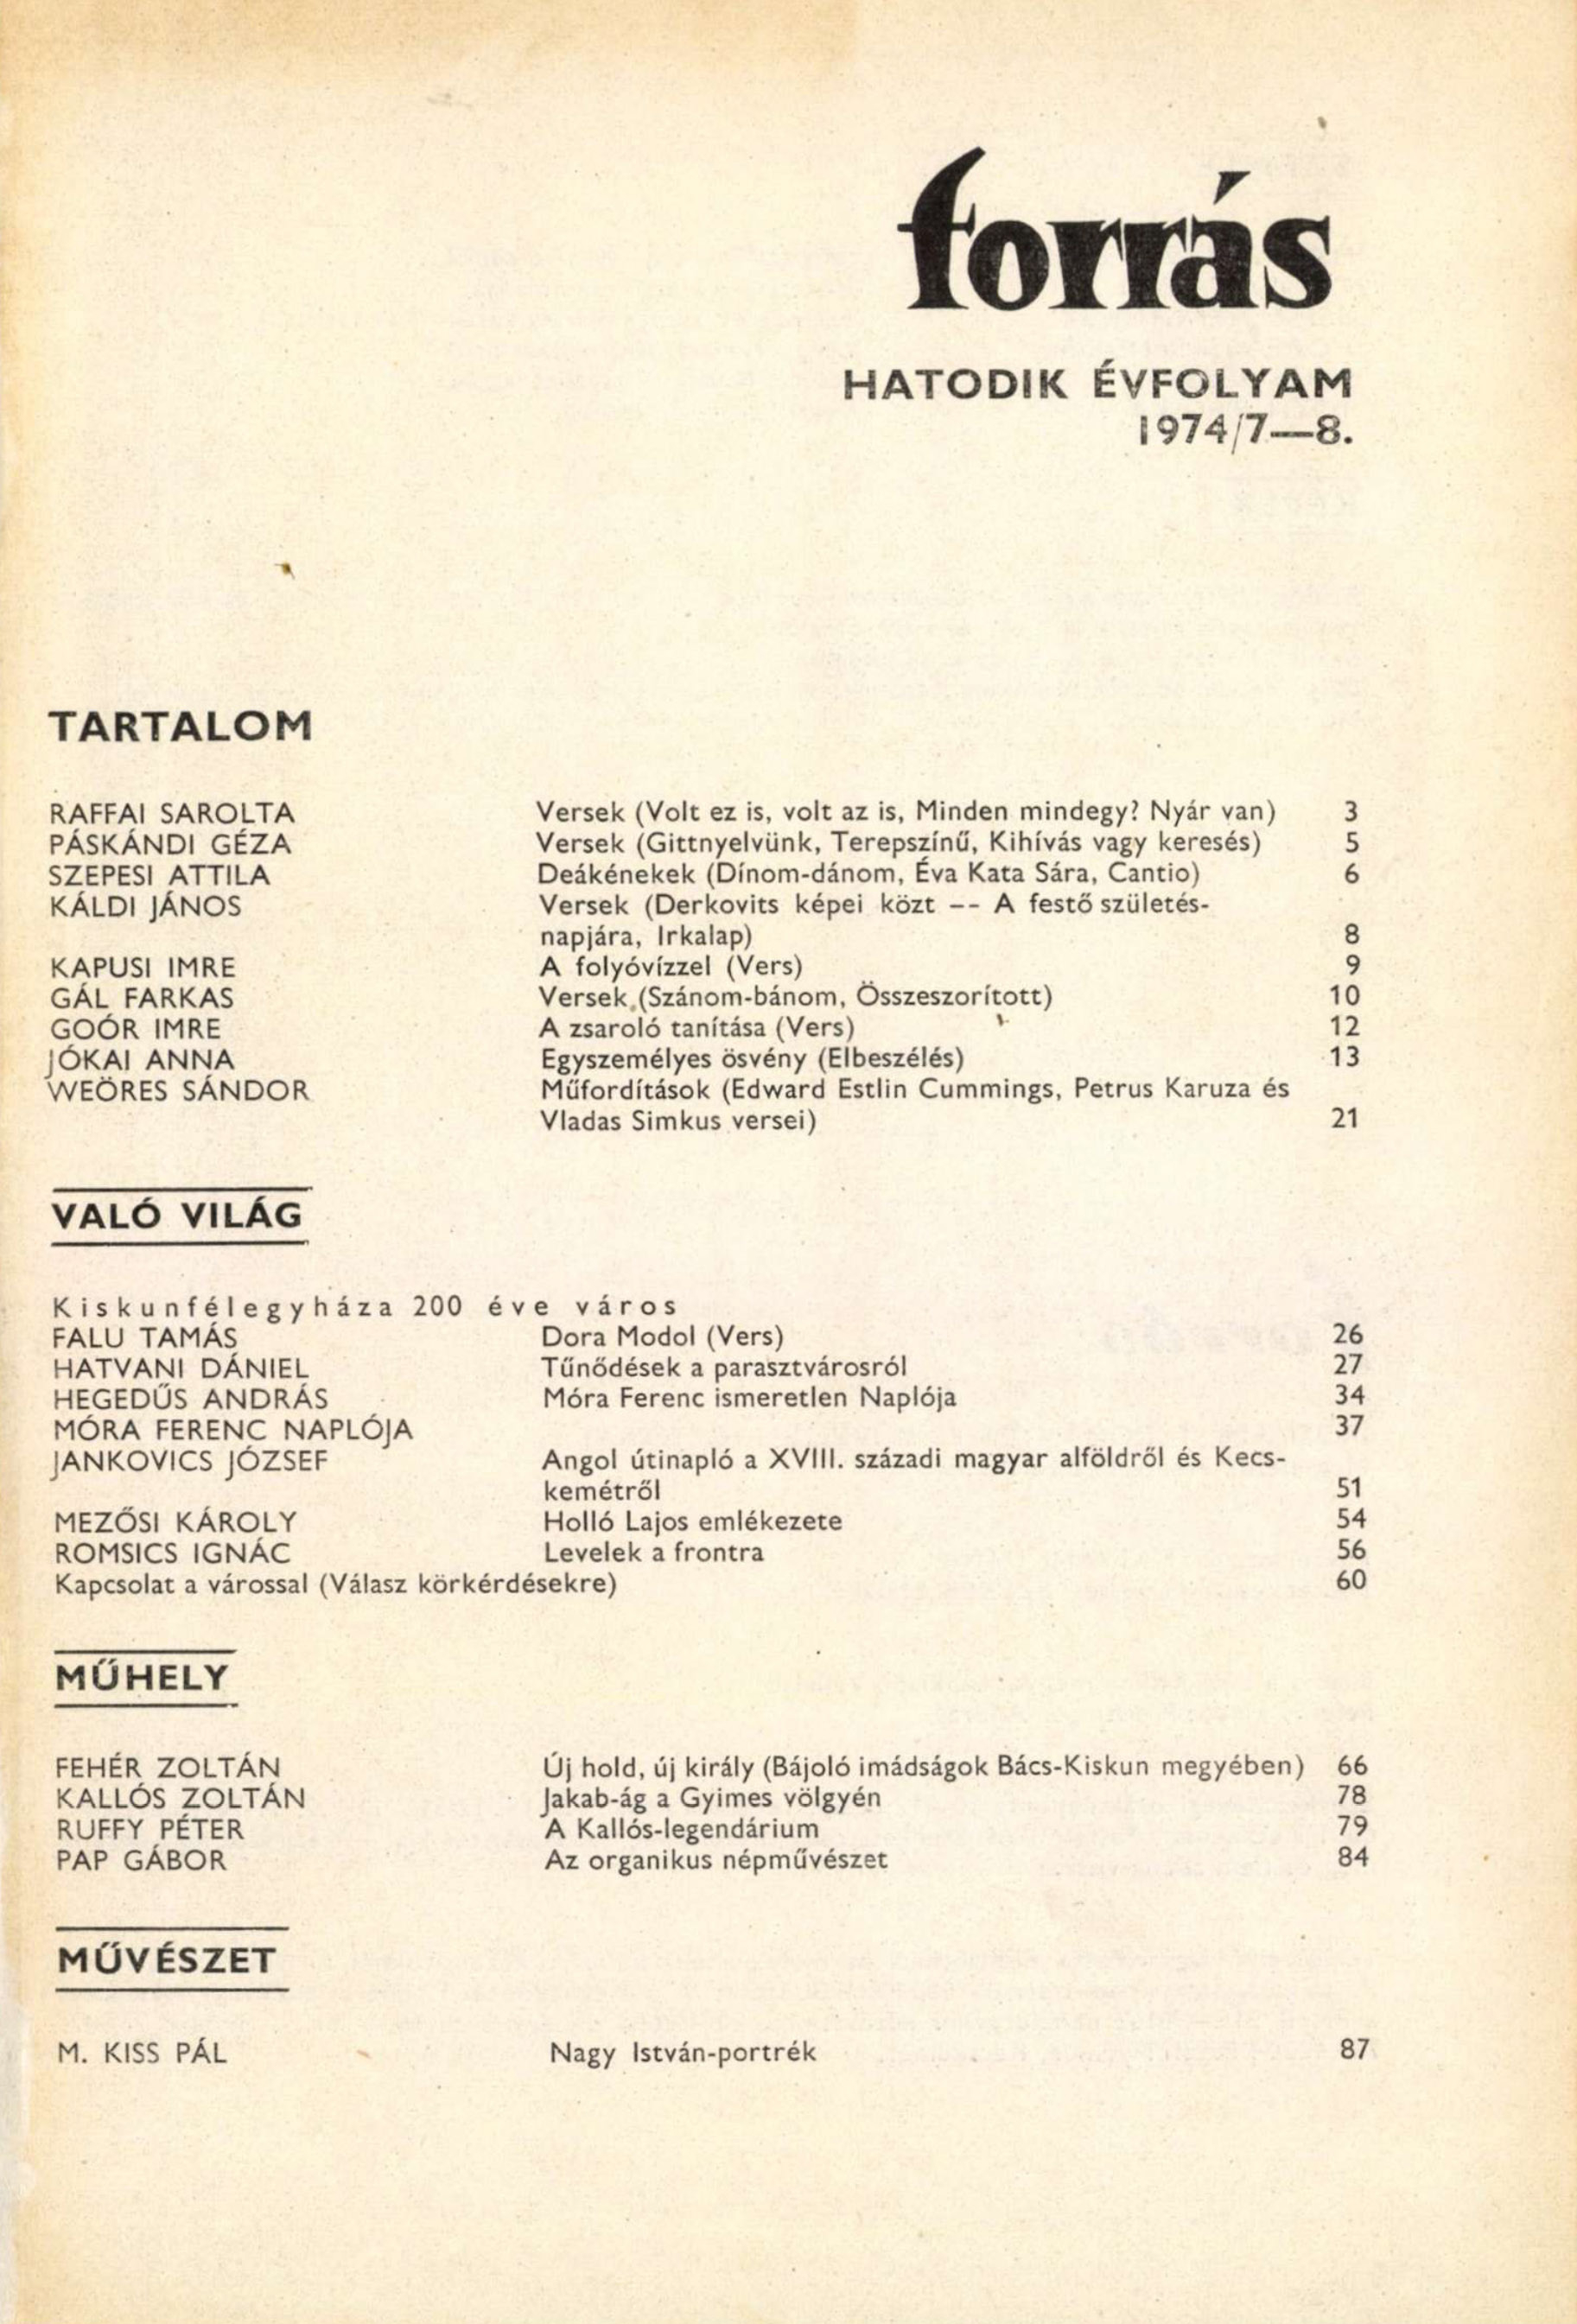 forrás
HATODIK ÉVFOLYAM
1974/7—8.
TARTALOM
RAFFAI SAROLTA Versek (Volt ez is, volt az is, Minden mindegy? Nyár van) 3
PÁSKÁNDI GÉZA Versek (Gittnyelvünk, Terepszínű, Kihívás vagy keresés) 5
SZEPESI ATTILA Deákénekek (Dínom-dánom, Éva Kata Sára, Cantio) 6
KÁLDI JÁNOS Versek (Derkovits képei közt -- A festő születés-
napjára, Irkalap) 8
KAPUSI IMRE A folyóvízzel (Vers) 9
GÁL FARKAS Versek (Szánom-bánom, Összeszorított) 10
GOÓR IMRE A zsaroló tanítása (Vers) 12
JÓKAI ANNA Egyszemélyes ösvény (Elbeszélés) 13
WEÖRES SÁNDOR Műfordítások (Edward Estlin Cummings, Petrus Karuza és
Vladas Simkus versei) 21
VALÓ VILÁG
Kiskunfélegyháza 200 éve város
FALU TAMÁS Dora Modol (Vers) 26
HATVANI DÁNIEL Tűnődések a parasztvárosról 27
HEGEDŰS ANDRÁS Móra Ferenc ismeretlen Naplója 34
MÓRA FERENC NAPLÓJA 37
JANKOVICS JÓZSEF Angol útinapló a XVIII. századi magyar alföldről és Kecs-
kemétről 51
MEZŐSI KÁROLY Holló Lajos emlékezete 54
ROMSICS IGNÁC Levelek a frontra 56
Kapcsolat a várossal (Válasz körkérdésekre) 60
MŰHELY
FEHÉR ZOLTÁN Új hold, új király (Bájoló imádságok Bács-Kiskun megyében) 66
KALLÓS ZOLTÁN Jakab-ág a Gyimes völgyén 78
RUFFY PÉTER A Kallós-legendárium 79
PAP GÁBOR Az organikus népművészet 84
MŰVÉSZET
M. KISS PÁL Nagy István-portrék 87